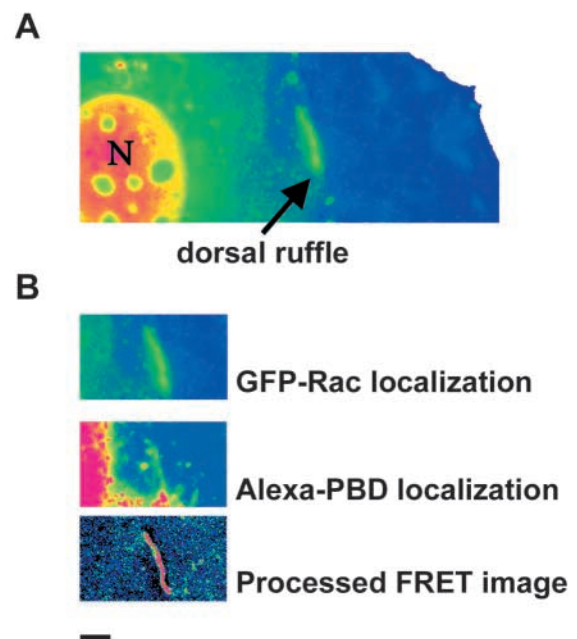 A
N
dorsal ruffle
B
GFP-Rac localization
Alexa-PBD localization
Processed FRET image